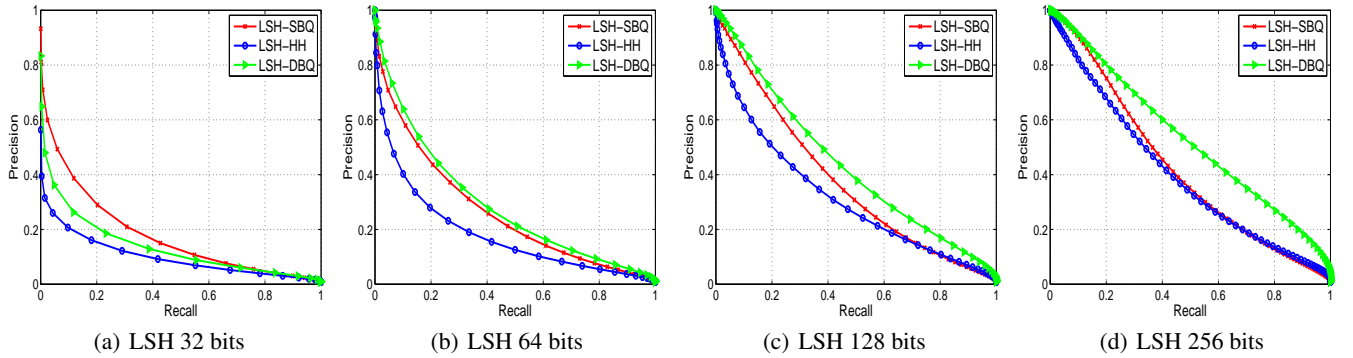 1
0.8
0.6
0.4
0.2
0
Precision
0 0.2 0.4 0.6 0.8 1
Recall
LSH−SBQ
LSH−HH
LSH−DBQ
(a) LSH 32 bits
1
0.8
0.6
0.4
0.2
0
Precision
0 0.2 0.4 0.6 0.8 1
Recall
LSH−SBQ
LSH−HH
LSH−DBQ
(b) LSH 64 bits
1
0.8
0.6
0.4
0.2
0
Precision
0 0.2 0.4 0.6 0.8 1
Recall
LSH−SBQ
LSH−HH
LSH−DBQ
(c) LSH 128 bits
1
0.8
0.6
0.4
0.2
0
Precision
0 0.2 0.4 0.6 0.8 1
Recall
LSH−SBQ
LSH−HH
LSH−DBQ
(d) LSH 256 bits